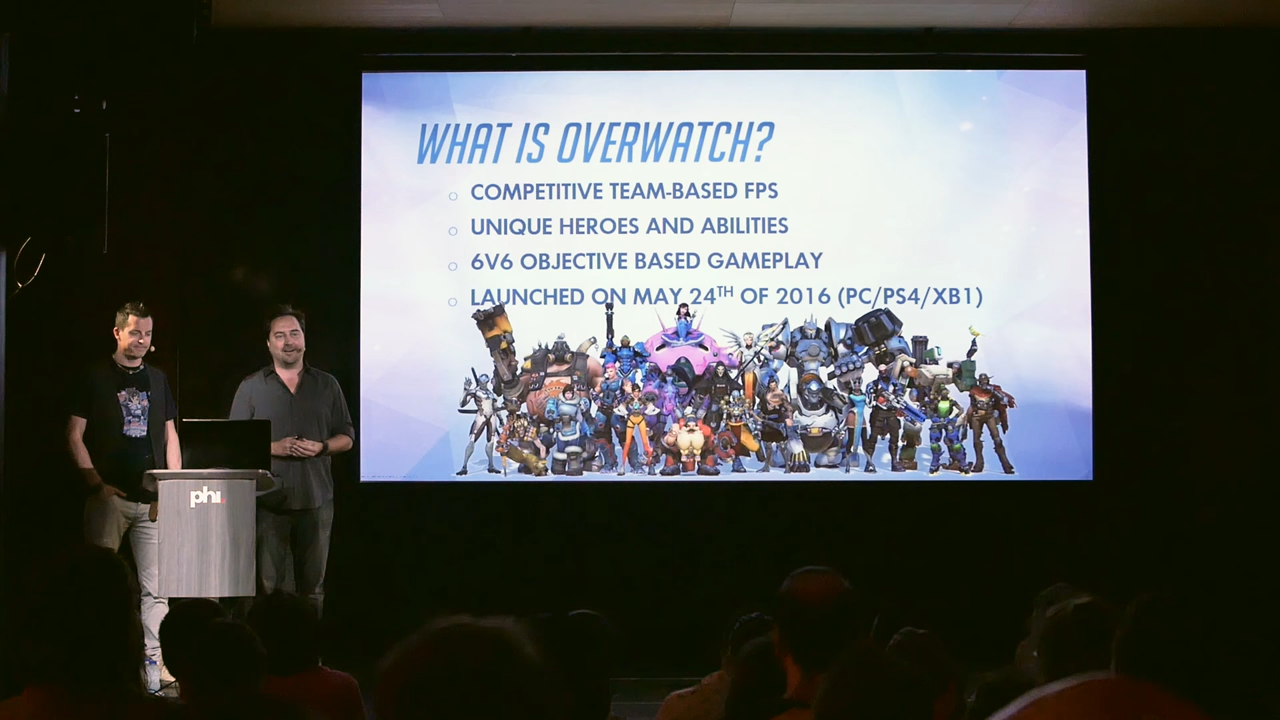 WHAT IS OVERWATCH?
○ COMPETITIVE TEAM-BASED FPS
○ UNIQUE HEROES AND ABILITIES
○ 6V6 OBJECTIVE BASED GAMEPLAY
○ LAUNCHED ON MAY 24TH OF 2016 (PC/PS4/XB1)
phi